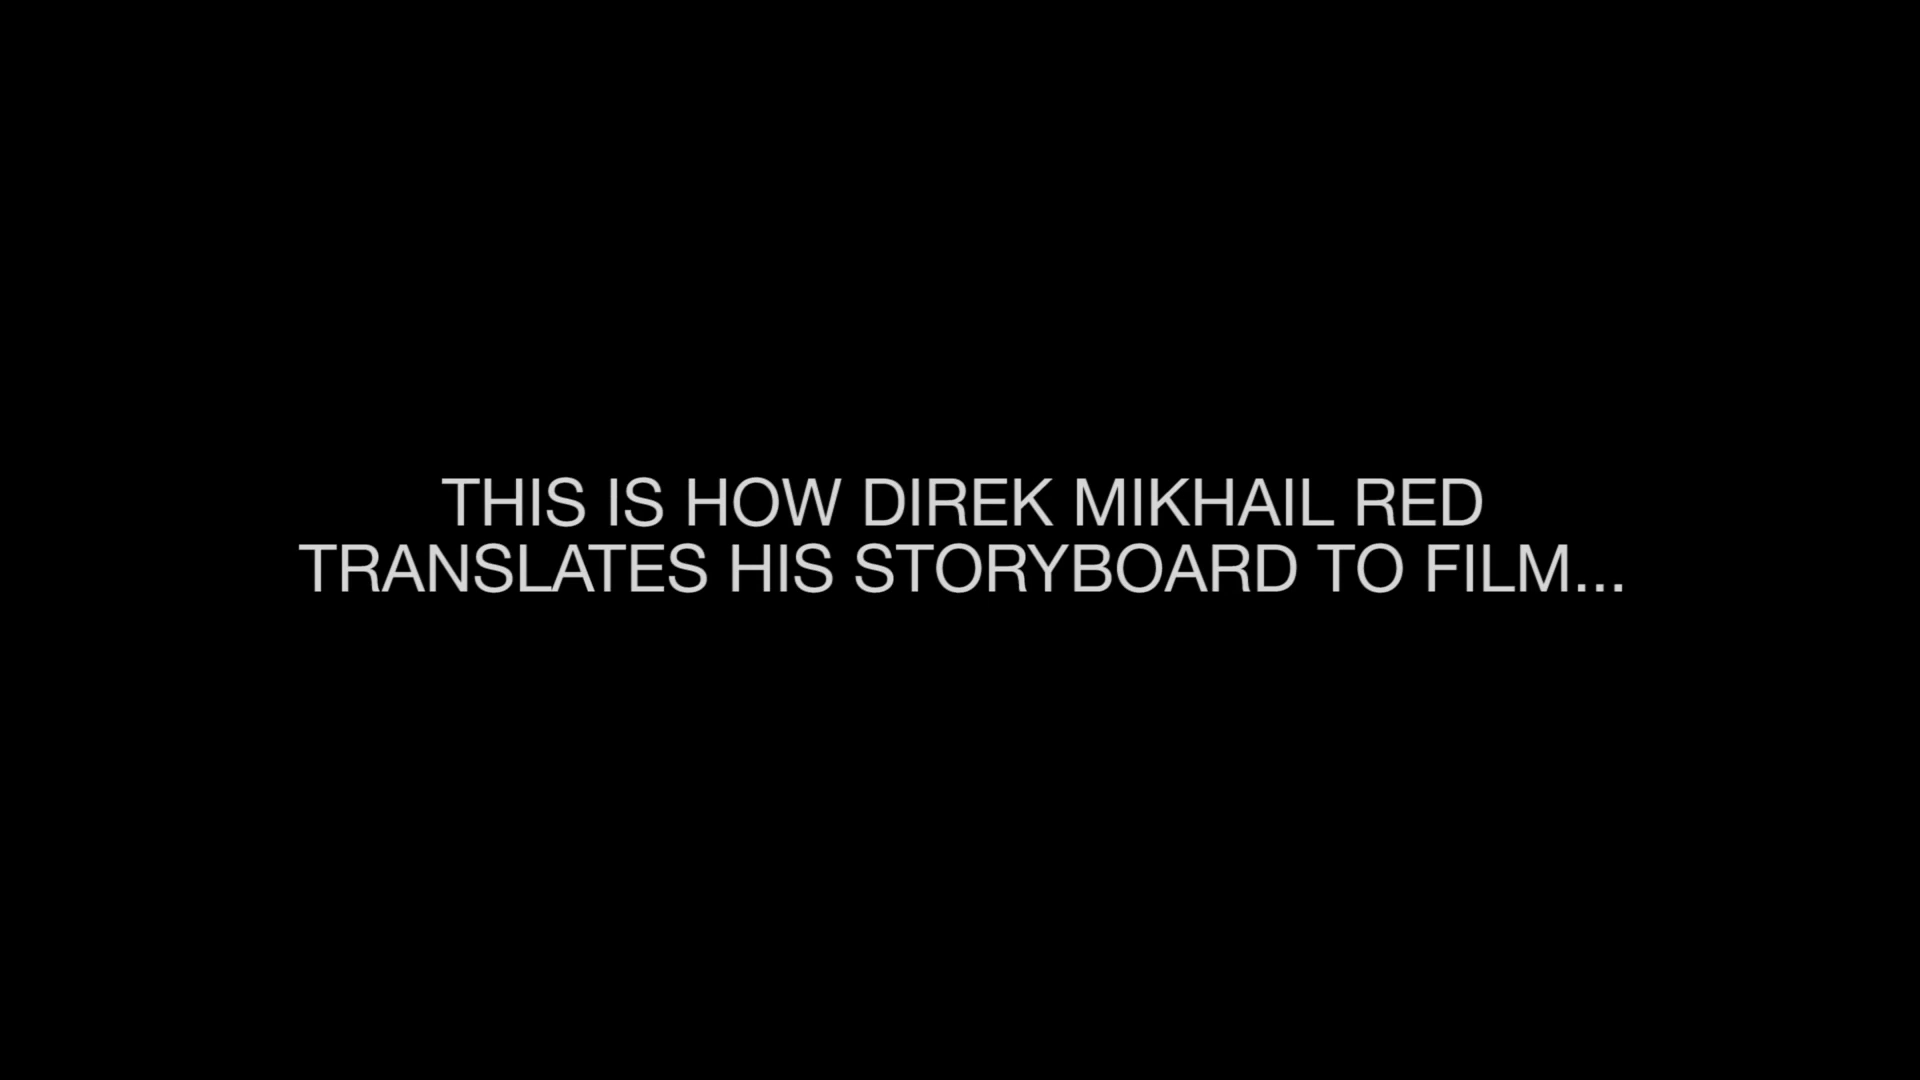 THIS IS HOW DIREK MIKHAIL RED
TRANSLATES HIS STORYBOARD TO FILM...